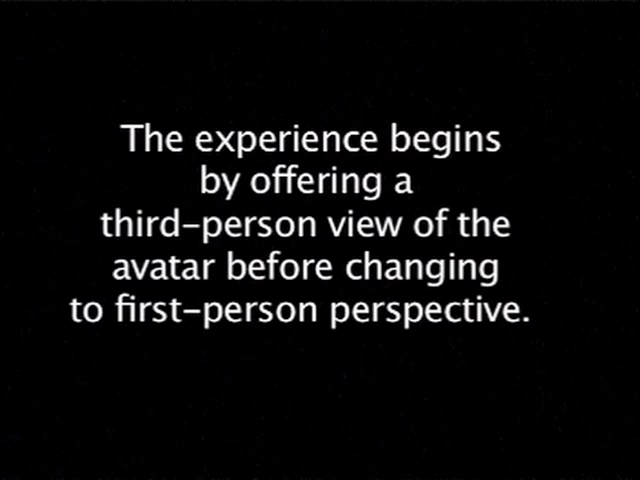 The experience begins
by offering a
third-person view of the
avatar before changing
to first-person perspective.